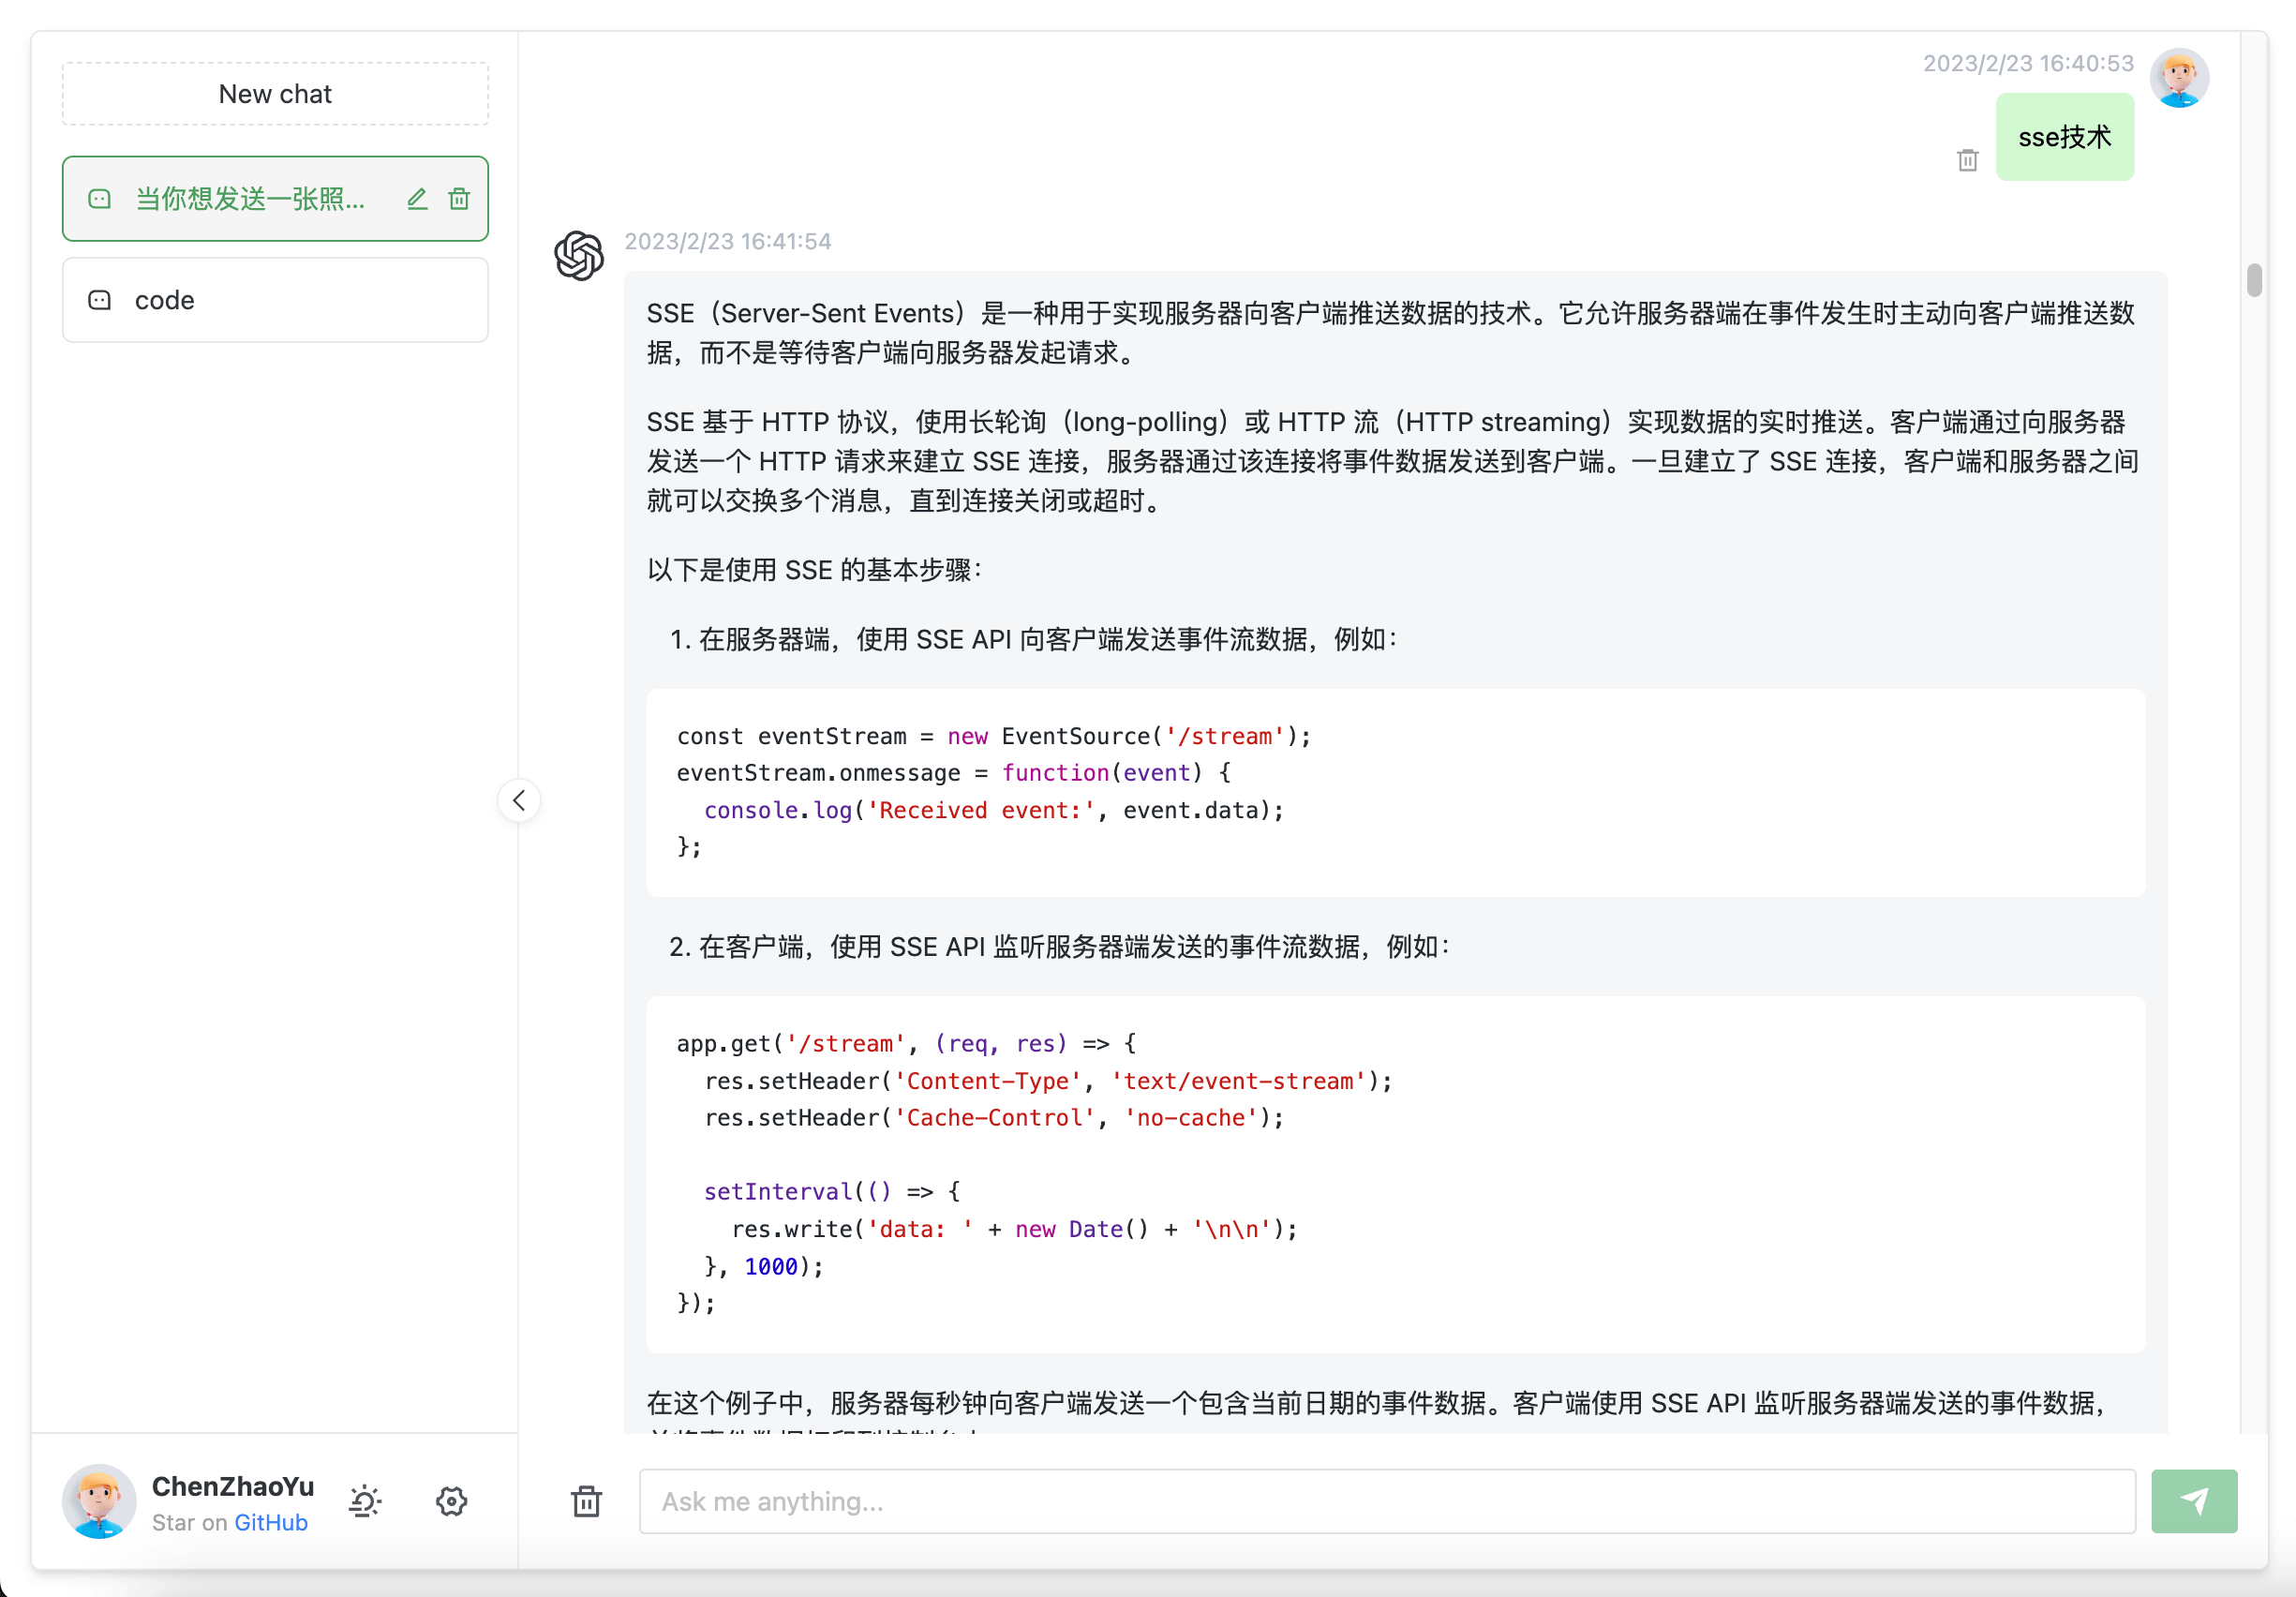 New chat
当你想发送一张照...
code
2023/2/23 16:40:53
sse技术
2023/2/23 16:41:54
SSE（Server-Sent Events）是一种用于实现服务器向客户端推送数据的技术。它允许服务器端在事件发生时主动向客户端推送数
据，而不是等待客户端向服务器发起请求。
SSE 基于 HTTP 协议，使用长轮询（long-polling）或 HTTP 流（HTTP streaming）实现数据的实时推送。客户端通过向服务器
发送一个 HTTP 请求来建立 SSE 连接，服务器通过该连接将事件数据发送到客户端。一旦建立了 SSE 连接，客户端和服务器之间
就可以交换多个消息，直到连接关闭或超时。
以下是使用 SSE 的基本步骤：
1. 在服务器端，使用 SSE API 向客户端发送事件流数据，例如：
const eventStream = new EventSource('/stream');
eventStream.onmessage = function(event) {
  console.log('Received event:', event.data);
};
2. 在客户端，使用 SSE API 监听服务器端发送的事件流数据，例如：
app.get('/stream', (req, res) => {
  res.setHeader('Content-Type', 'text/event-stream');
  res.setHeader('Cache-Control', 'no-cache');
  setInterval(() => {
    res.write('data: ' + new Date() + '\n\n');
  }, 1000);
});
在这个例子中，服务器每秒钟向客户端发送一个包含当前日期的事件数据。客户端使用 SSE API 监听服务器端发送的事件数据，
ChenZhaoYu
Star on GitHub
Ask me anything...